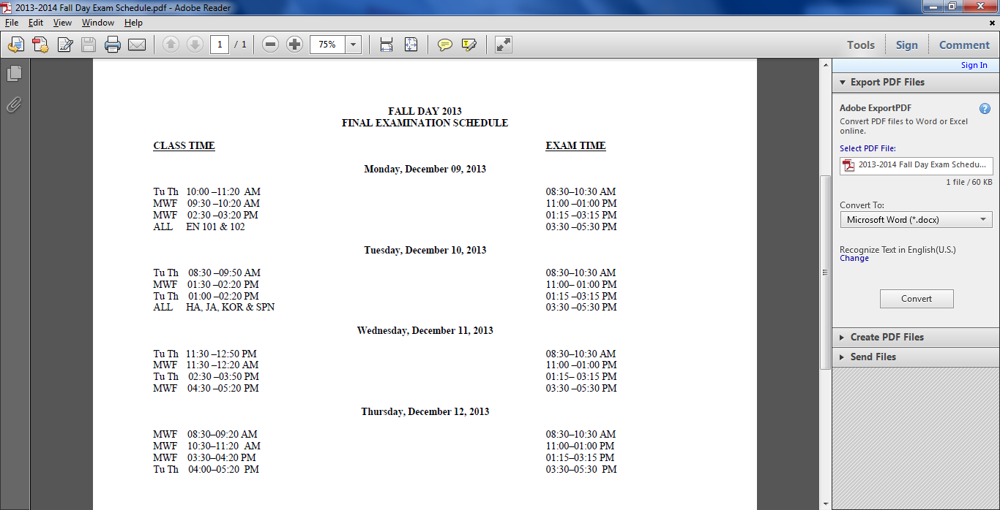 2013-2014 Fall Day Exam Schedule.pdf - Adobe Reader
File Edit View Window Help
1 / 1 75% Tools Sign Comment
Sign In
Export PDF Files
Adobe ExportPDF
Convert PDF files to Word or Excel
online.
Select PDF File:
2013-2014 Fall Day Exam Schedu...
1 file / 60 KB
Convert To:
Microsoft Word (*.docx)
Recognize Text in English(U.S.)
Change
Convert
Create PDF Files
Send Files
FALL DAY 2013
FINAL EXAMINATION SCHEDULE
CLASS TIME EXAM TIME
Monday, December 09, 2013
Tu Th 10:00 –11:20 AM 08:30–10:30 AM
MWF 09:30 –10:20 AM 11:00 –01:00 PM
MWF 02:30 –03:20 PM 01:15 –03:15 PM
ALL EN 101 & 102 03:30 –05:30 PM
Tuesday, December 10, 2013
Tu Th 08:30 –09:50 AM 08:30–10:30 AM
MWF 01:30 –02:20 PM 11:00– 01:00 PM
Tu Th 01:00 –02:20 PM 01:15 –03:15 PM
ALL HA, JA, KOR & SPN 03:30 –05:30 PM
Wednesday, December 11, 2013
Tu Th 11:30 –12:50 PM 08:30–10:30 AM
MWF 11:30 –12:20 AM 11:00 –01:00 PM
Tu Th 02:30 –03:50 PM 01:15– 03:15 PM
MWF 04:30 –05:20 PM 03:30 –05:30 PM
Thursday, December 12, 2013
MWF 08:30–09:20 AM 08:30–10:30 AM
MWF 10:30–11:20 AM 11:00–01:00 PM
MWF 03:30–04:20 PM 01:15–03:15 PM
Tu Th 04:00–05:20 PM 03:30–05:30 PM